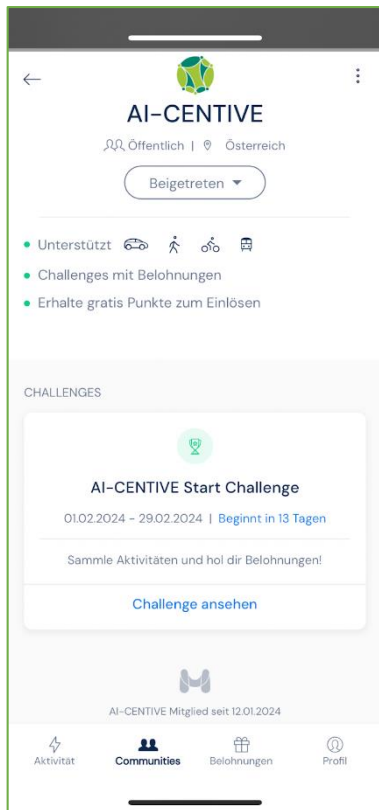 AI-CENTIVE
Öffentlich | Österreich
Beigetreten
Unterstützt
Challenges mit Belohnungen
Erhalte gratis Punkte zum Einlösen
CHALLENGES
AI-CENTIVE Start Challenge
01.02.2024 - 29.02.2024 | Beginnt in 13 Tagen
Sammle Aktivitäten und hol dir Belohnungen!
Challenge ansehen
AI-CENTIVE Mitglied seit 12.01.2024
Aktivität Communities Belohnungen Profil